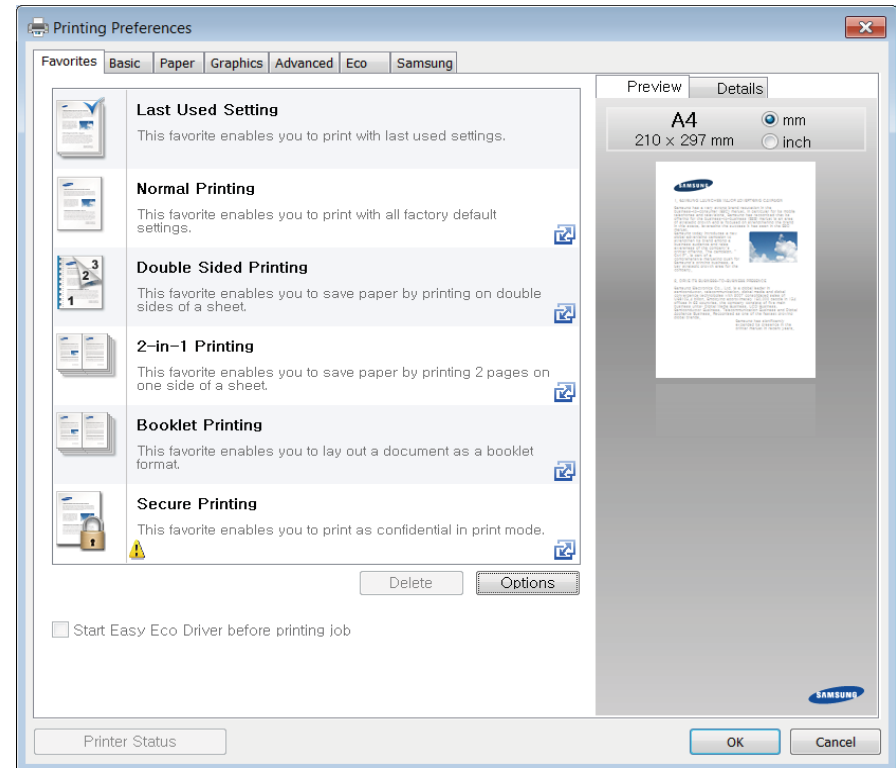 Printing Preferences
Favorites Basic Paper Graphics Advanced Eco Samsung
Last Used Setting
This favorite enables you to print with last used settings.
Normal Printing
This favorite enables you to print with all factory default
settings.
3
2
1
Double Sided Printing
This favorite enables you to save paper by printing on double
sides of a sheet.
2-in-1 Printing
This favorite enables you to save paper by printing 2 pages on
one side of a sheet.
Booklet Printing
This favorite enables you to lay out a document as a booklet
format.
Secure Printing
This favorite enables you to print as confidential in print mode.
Delete Options
Start Easy Eco Driver before printing job
Printer Status
Preview Details
A4
210 × 297 mm
mm
inch
SAMSUNG
SAMSUNG
OK Cancel